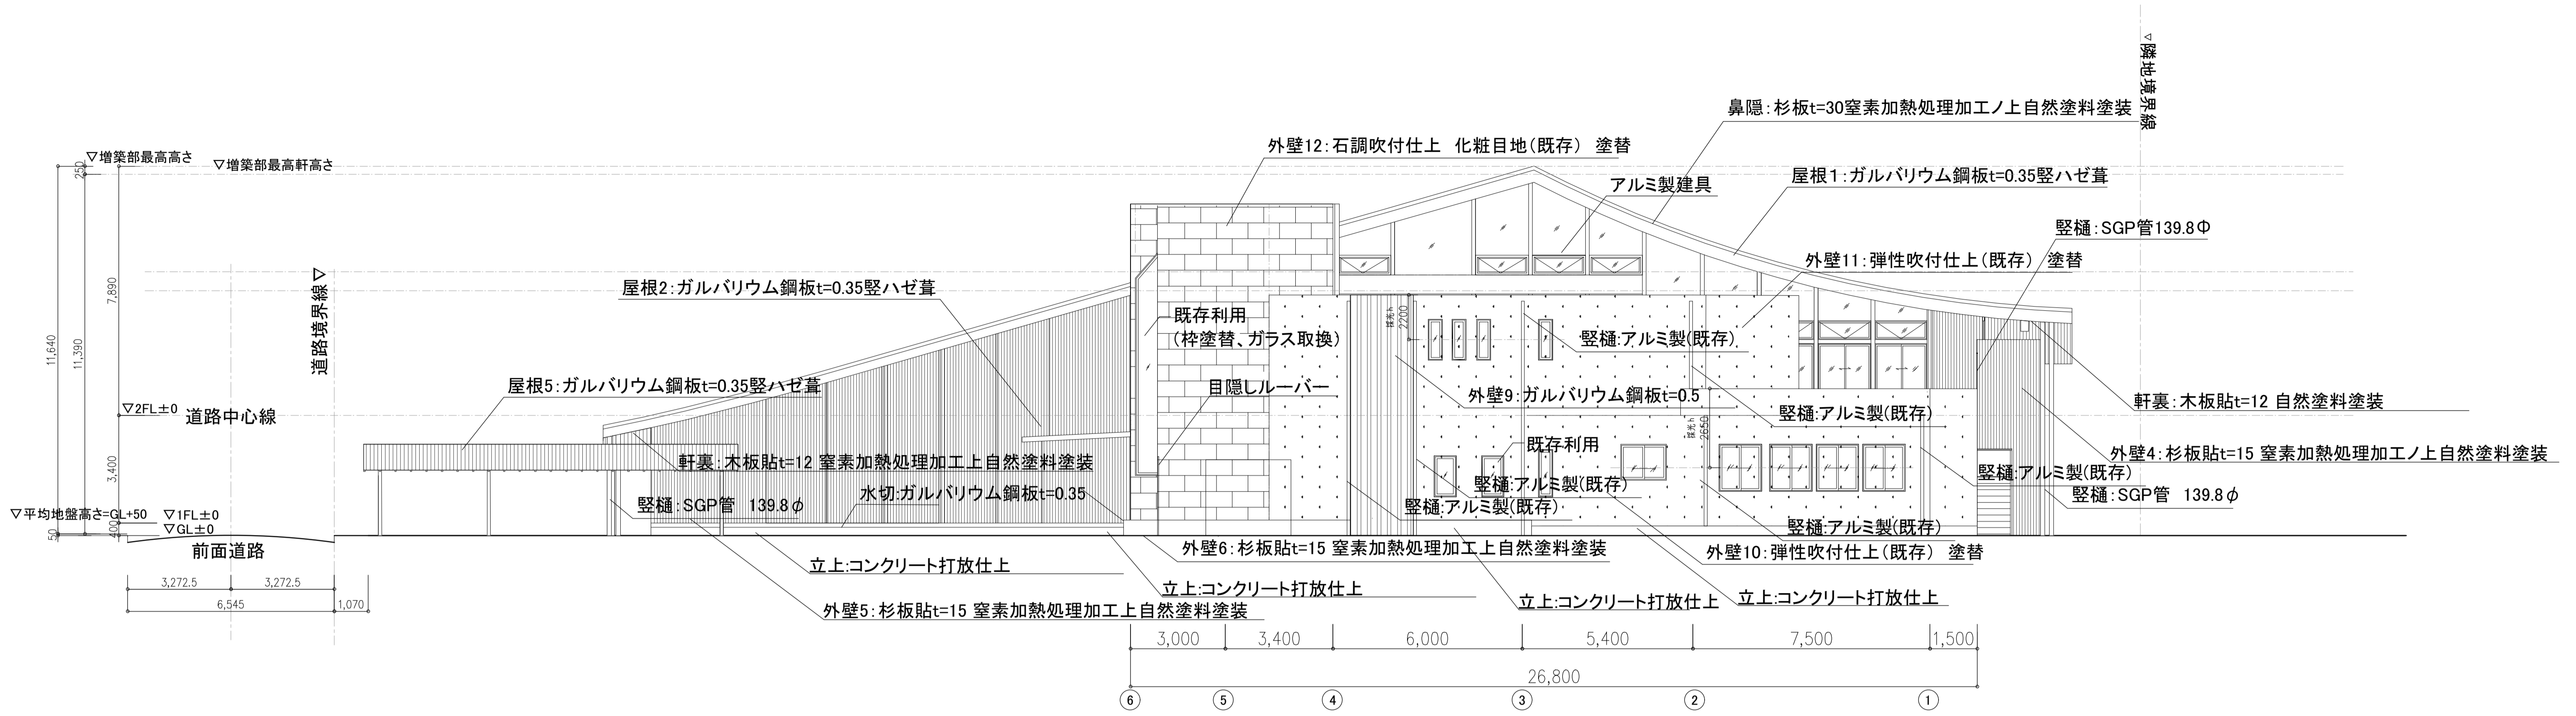 ▽隣地境界線
鼻隠：杉板t=30窒素加熱処理加工ノ上自然塗料塗装
外壁12：石調吹付仕上　化粧目地（既存）　塗替
▽増築部最高高さ
▽増築部最高軒高さ
250
アルミ製建具
屋根1：ガルバリウム鋼板t=0.35竪ハゼ葺
竪樋：SGP管139.8Φ
外壁11：弾性吹付仕上（既存）　塗替
道路境界線▽
屋根2：ガルバリウム鋼板t=0.35竪ハゼ葺
7,890
既存利用
（枠塗替、ガラス取換）
採光h
2200
竪樋：アルミ製(既存)
11,640
11,390
屋根5：ガルバリウム鋼板t=0.35竪ハゼ葺
目隠しルーバー
外壁9：ガルバリウム鋼板t=0.5
軒裏：木板貼t=12 自然塗料塗装
▽2FL±0
道路中心線
竪樋:アルミ製(既存)
採光h
2650
既存利用
外壁4：杉板貼t=15 窒素加熱処理加工ノ上自然塗料塗装
軒裏：木板貼t=12 窒素加熱処理加工上自然塗料塗装
3,400
竪樋:アルミ製(既存)
竪樋:アルミ製(既存)
水切:ガルバリウム鋼板t=0.35
竪樋：SGP管　139.8φ
竪樋：SGP管　139.8φ
竪樋:アルミ製(既存)
▽平均地盤高さ=GL+50
▽1FL±0
▽GL±0
50
400
竪樋:アルミ製(既存)
前面道路
外壁6：杉板貼t=15 窒素加熱処理加工上自然塗料塗装
外壁10：弾性吹付仕上（既存）　塗替
立上:コンクリート打放仕上
3,272.5
3,272.5
立上:コンクリート打放仕上
立上:コンクリート打放仕上
立上:コンクリート打放仕上
6,545
1,070
外壁5：杉板貼t=15 窒素加熱処理加工上自然塗料塗装
3,000
3,400
6,000
5,400
7,500
1,500
26,800
⑥
⑤
④
③
②
①